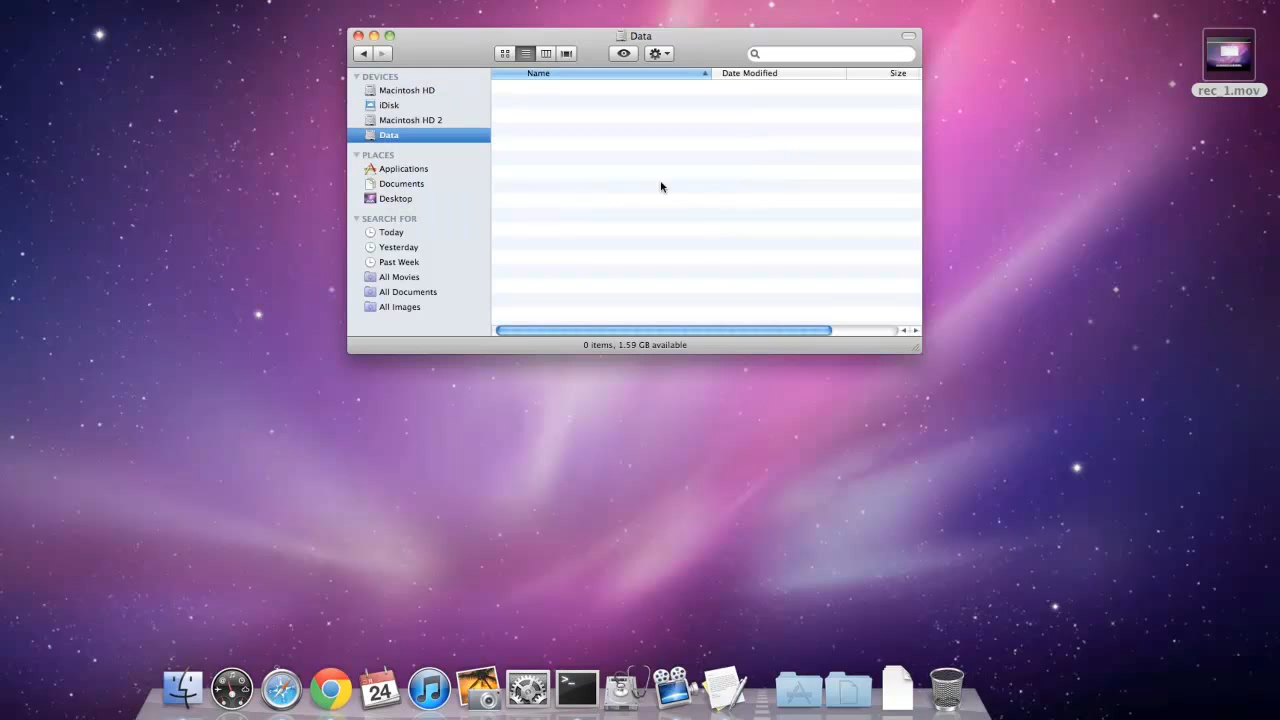 Data
Name
Date Modified
Size
DEVICES
Macintosh HD
iDisk
Macintosh HD 2
Data
PLACES
Applications
Documents
Desktop
SEARCH FOR
Today
Yesterday
Past Week
All Movies
All Documents
All Images
0 items, 1.59 GB available
rec_1.mov
24